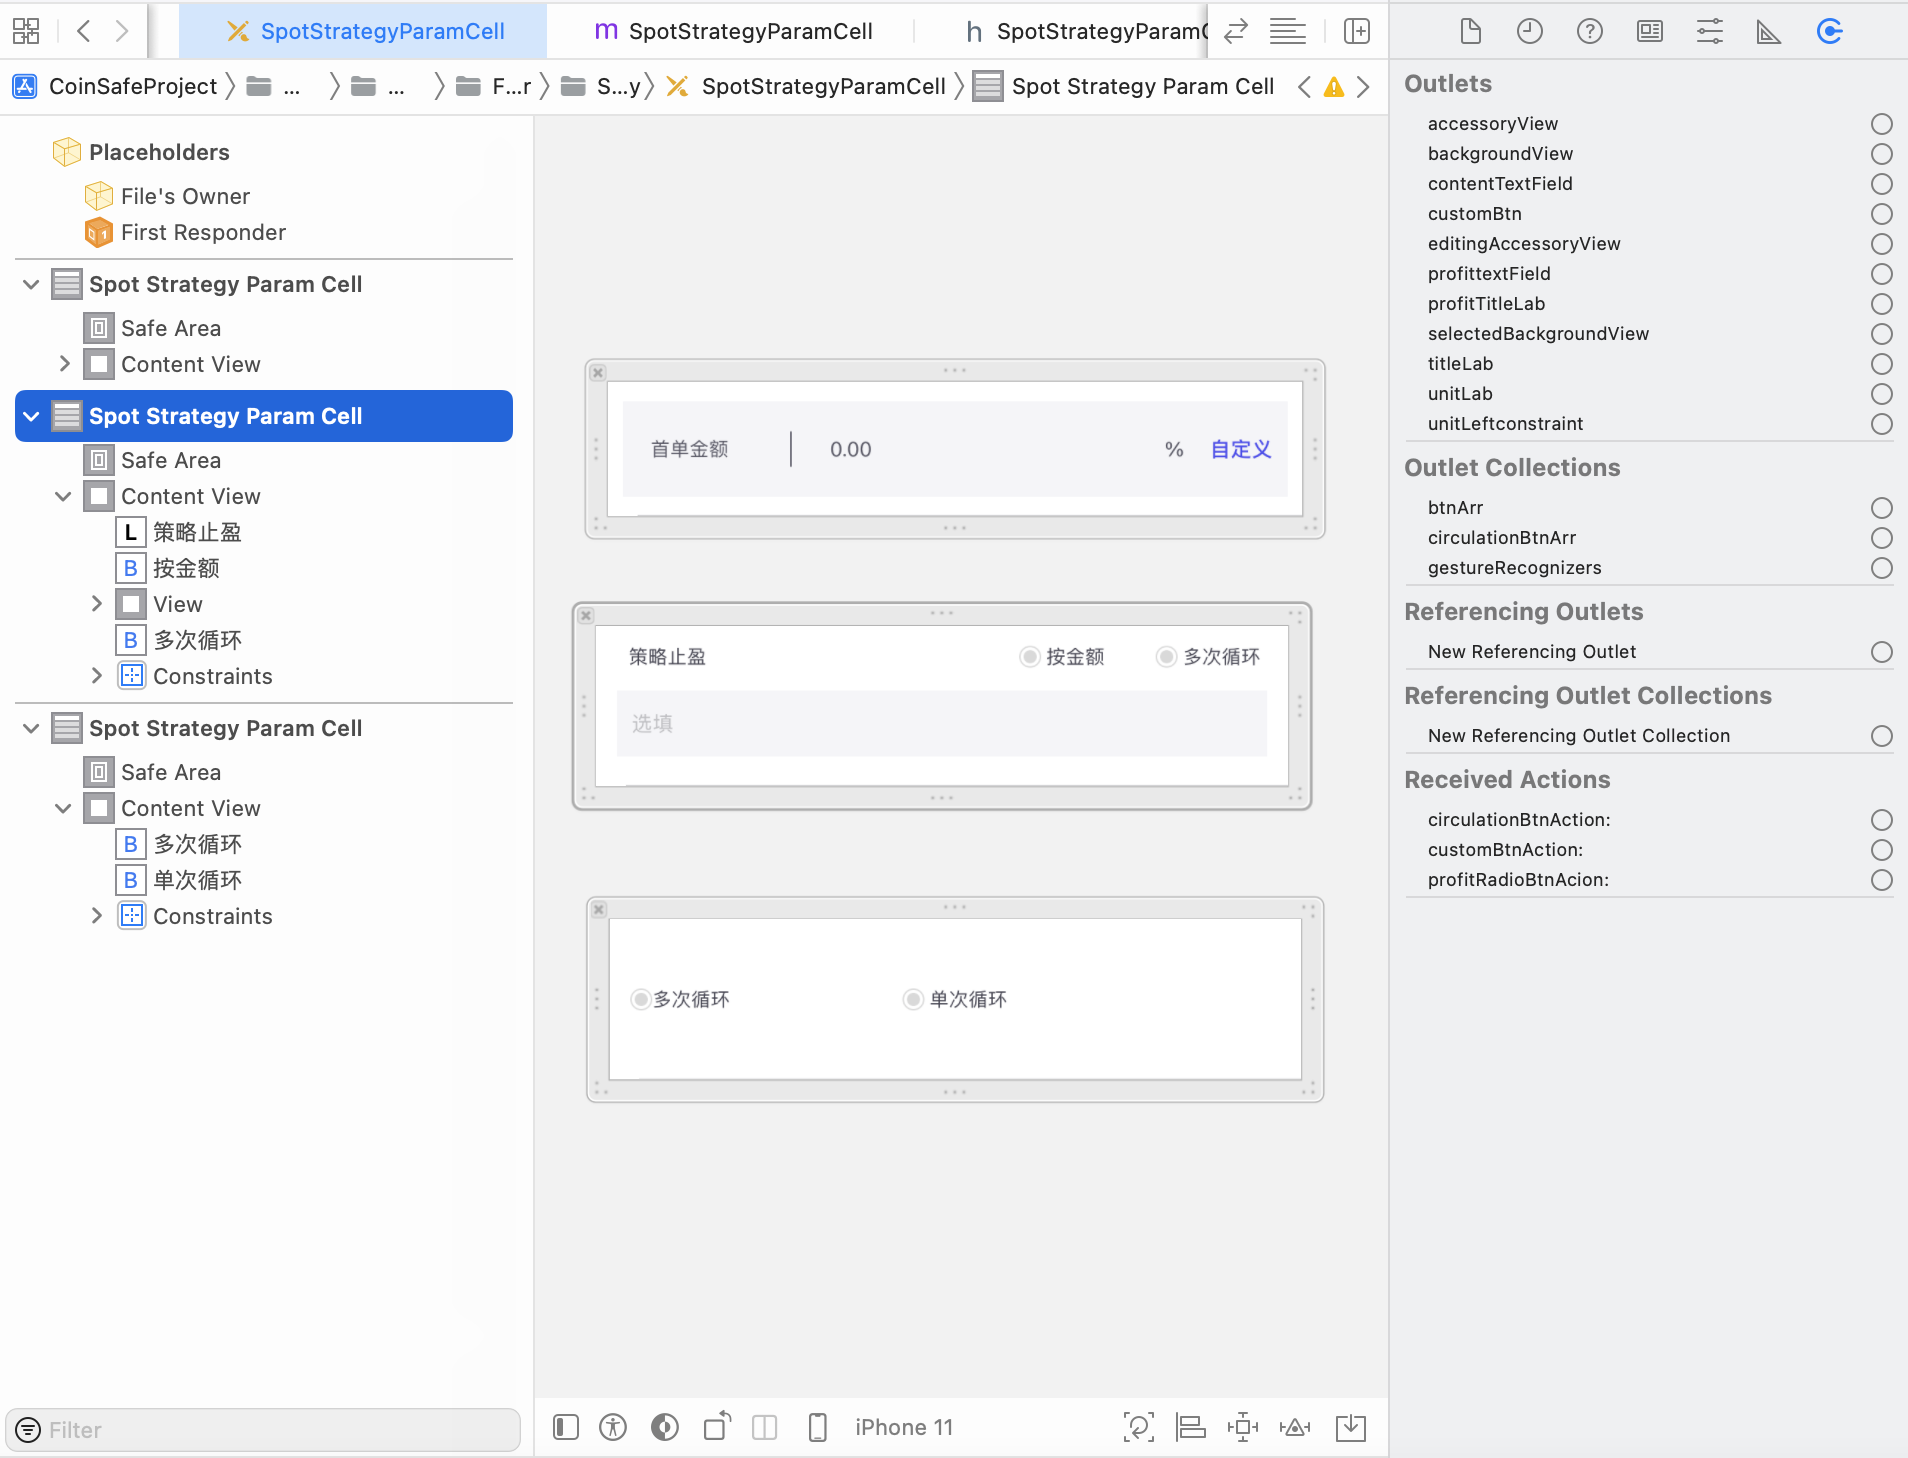 SpotStrategyParamCell
m SpotStrategyParamCell
h SpotStrategyParamC
CoinSafeProject
...
...
F...r
S...y
SpotStrategyParamCell
Spot Strategy Param Cell
Placeholders
File's Owner
First Responder
Spot Strategy Param Cell
Safe Area
Content View
Spot Strategy Param Cell
Safe Area
Content View
L 策略止盈
B 按金额
View
B 多次循环
Constraints
Spot Strategy Param Cell
Safe Area
Content View
B 多次循环
B 单次循环
Constraints
Filter
首单金额
0.00
%
自定义
策略止盈
按金额
多次循环
选填
多次循环
单次循环
iPhone 11
Outlets
accessoryView
backgroundView
contentTextField
customBtn
editingAccessoryView
profittextField
profitTitleLab
selectedBackgroundView
titleLab
unitLab
unitLeftconstraint
Outlet Collections
btnArr
circulationBtnArr
gestureRecognizers
Referencing Outlets
New Referencing Outlet
Referencing Outlet Collections
New Referencing Outlet Collection
Received Actions
circulationBtnAction:
customBtnAction:
profitRadioBtnAcion: